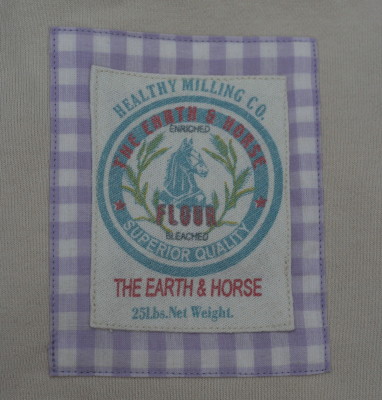 HEALTHY MILLING CO.
THE EARTH & HORSE
ENRICHED
FLOUR
BLEACHED
SUPERIOR QUALITY
THE EARTH & HORSE
25Lbs.Net Weight.